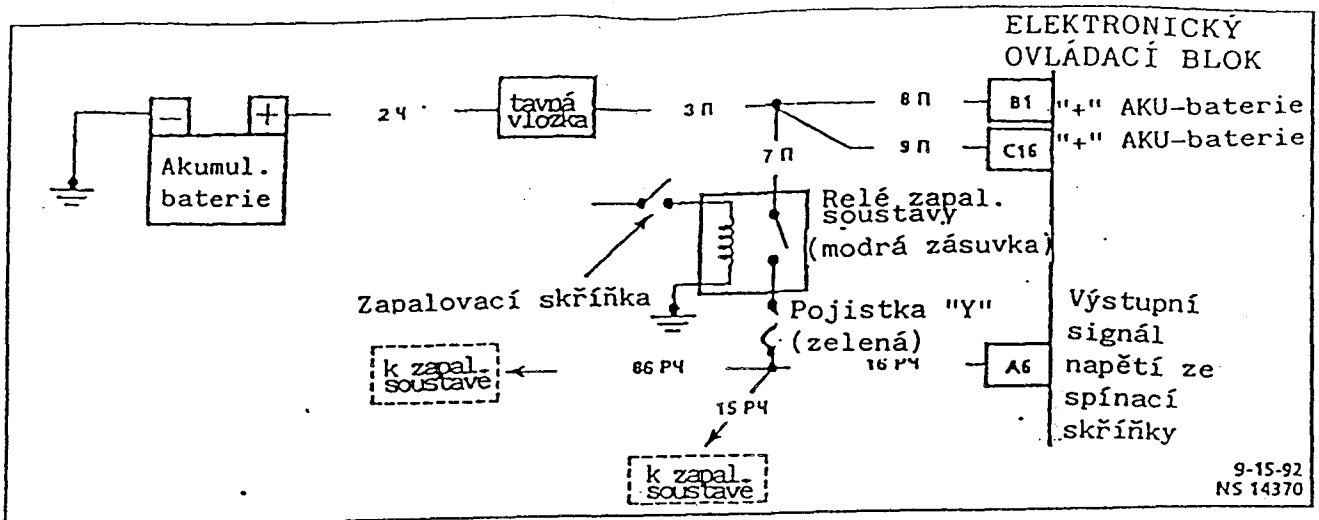 ELEKTRONICKÝ
OVLÁDACÍ BLOK
−
+
2Ч
tavná
vložka
3П
8П
B1
"+" AKU-baterie
9П
C16
"+" AKU-baterie
7П
Akumul.
baterie
Relé zapal.
soustavy
(modrá zásuvka)
Zapalovací skříňka
Pojistka "Y"
(zelená)
Výstupní
signál
napětí ze
spínací
skříňky
k zapal.
soustavě
86 РЧ
16 РЧ
A6
15 РЧ
k zapal.
soustavě
9-15-92
NS 14370